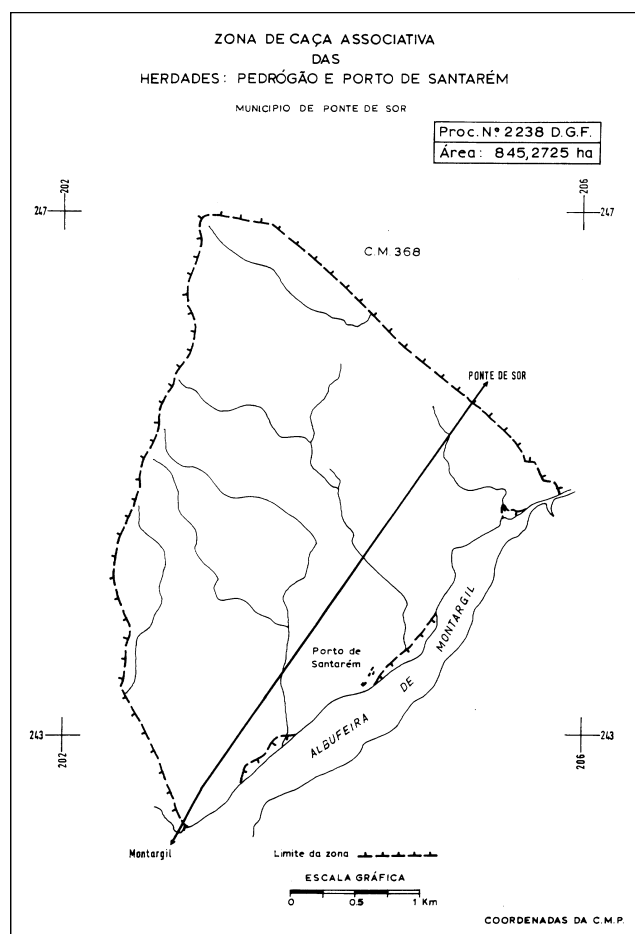 ZONA DE CAÇA ASSOCIATIVA
DAS
HERDADES: PEDRÓGÃO E PORTO DE SANTARÉM
MUNICIPIO DE PONTE DE SOR
Proc. N.º 2238 D.G.F.
Área: 845,2725 ha
202
206
247
247
C.M. 368
PONTE DE SOR
Porto de
Santarém
ALBUFEIRA DE MONTARGIL
243
243
202
206
Montargil
Limite da zona
ESCALA GRÁFICA
0 0.5 1 Km
COORDENADAS DA C.M.P.